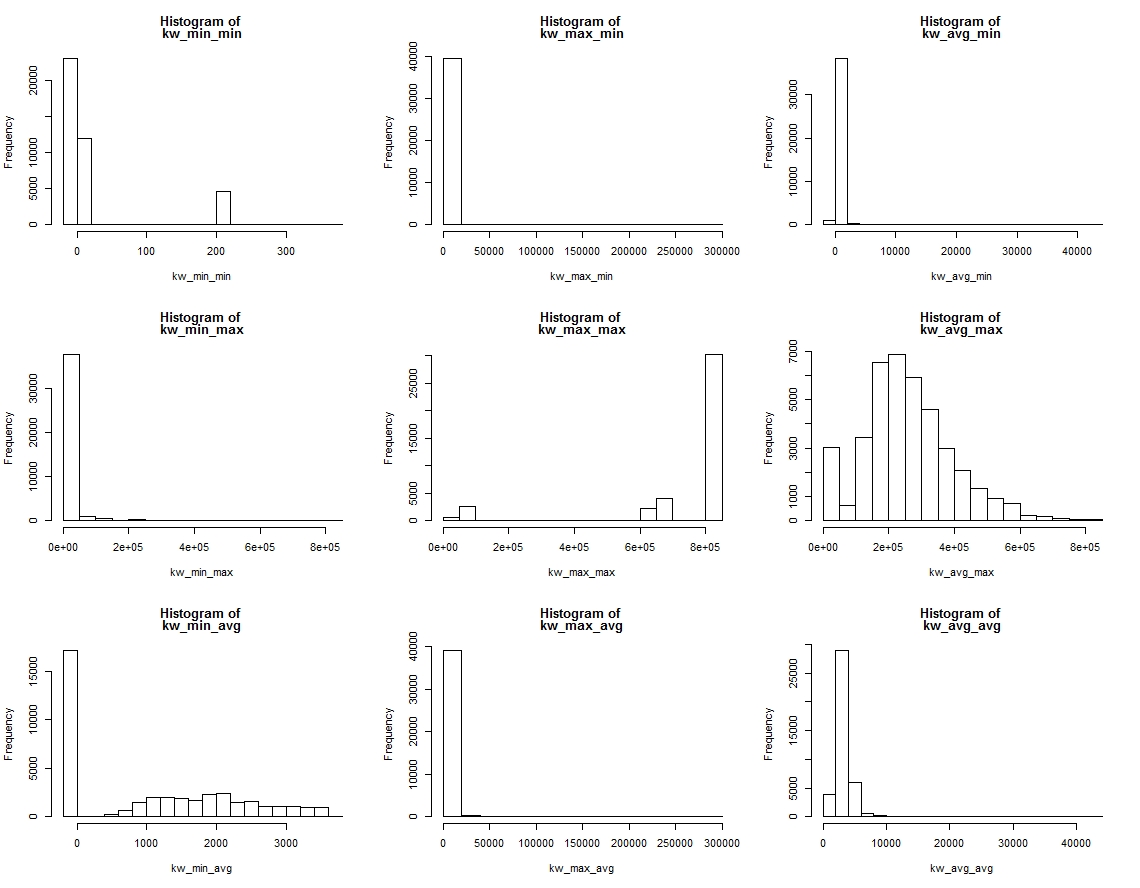 Histogram of
kw_min_min
Frequency
0
5000
10000
20000
0
100
200
300
kw_min_min
Histogram of
kw_max_min
Frequency
0
10000
20000
30000
40000
0
50000
100000
150000
200000
250000
300000
kw_max_min
Histogram of
kw_avg_min
Frequency
0
10000
20000
30000
0
10000
20000
30000
40000
kw_avg_min
Histogram of
kw_min_max
Frequency
0
10000
20000
30000
0e+00
2e+05
4e+05
6e+05
8e+05
kw_min_max
Histogram of
kw_max_max
Frequency
0
5000
15000
25000
0e+00
2e+05
4e+05
6e+05
8e+05
kw_max_max
Histogram of
kw_avg_max
Frequency
0
1000
3000
5000
7000
0e+00
2e+05
4e+05
6e+05
8e+05
kw_avg_max
Histogram of
kw_min_avg
Frequency
0
5000
10000
15000
0
1000
2000
3000
kw_min_avg
Histogram of
kw_max_avg
Frequency
0
10000
20000
30000
40000
0
50000
100000
150000
200000
250000
300000
kw_max_avg
Histogram of
kw_avg_avg
Frequency
0
5000
15000
25000
0
10000
20000
30000
40000
kw_avg_avg